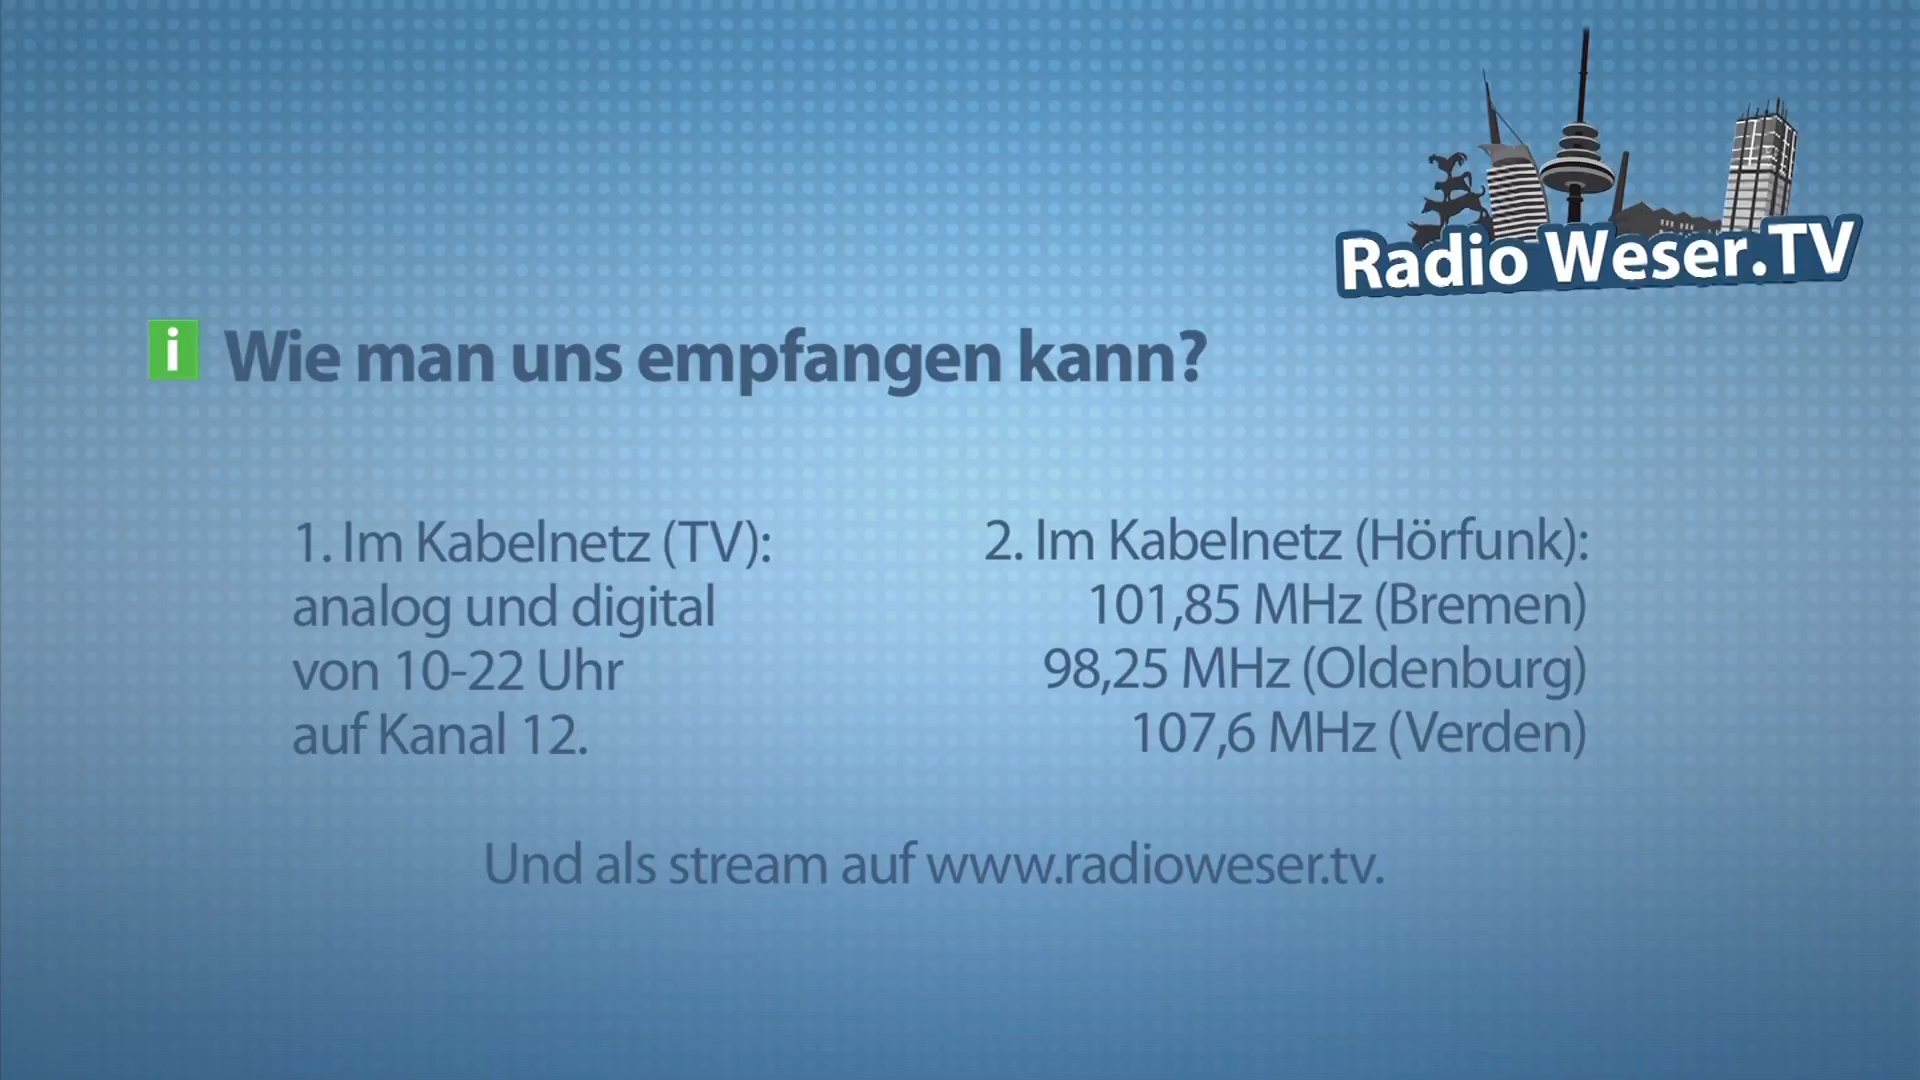 Radio Weser.TV
i Wie man uns empfangen kann?
1. Im Kabelnetz (TV):
analog und digital
von 10-22 Uhr
auf Kanal 12.
2. Im Kabelnetz (Hörfunk):
101,85 MHz (Bremen)
98,25 MHz (Oldenburg)
107,6 MHz (Verden)
Und als stream auf www.radioweser.tv.